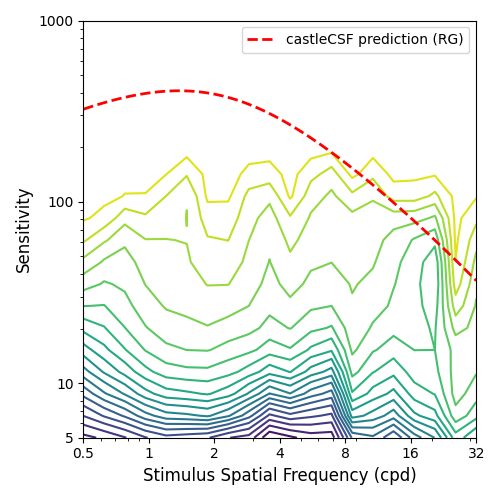 1000
castleCSF prediction (RG)
Sensitivity
100
10
5
0.5 1 2 4 8 16 32
Stimulus Spatial Frequency (cpd)